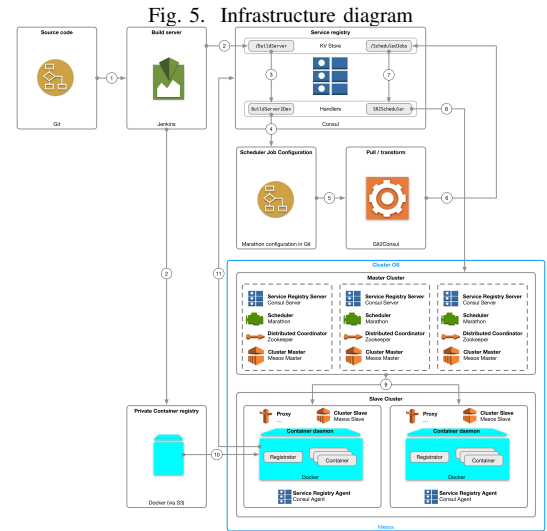 Fig. 5. Infrastructure diagram
Source code
Git
1
Build server
Jenkins
2
Service registry
/BuildServer
KV Store
/ScheduledJobs
3
7
BuildServer2Dev
Handlers
SR2Scheduler
Consul
4
8
Scheduler Job Configuration
Marathon configuration in Git
5
Pull / transform
Git2Consul
6
2
11
Cluster OS
Master Cluster
Service Registry Server
Consul Server
Scheduler
Marathon
Distributed Coordinator
Zookeeper
Cluster Master
Mesos Master
Service Registry Server
Consul Server
Scheduler
Marathon
Distributed Coordinator
Zookeeper
Cluster Master
Mesos Master
Service Registry Server
Consul Server
Scheduler
Marathon
Distributed Coordinator
Zookeeper
Cluster Master
Mesos Master
9
Private Container registry
Docker (via S3)
10
Slave Cluster
Proxy
...
Cluster Slave
Mesos Slave
Container daemon
Registrator
Container
Docker
Service Registry Agent
Consul Agent
Proxy
...
Cluster Slave
Mesos Slave
Container daemon
Registrator
Container
Docker
Service Registry Agent
Consul Agent
Mesos